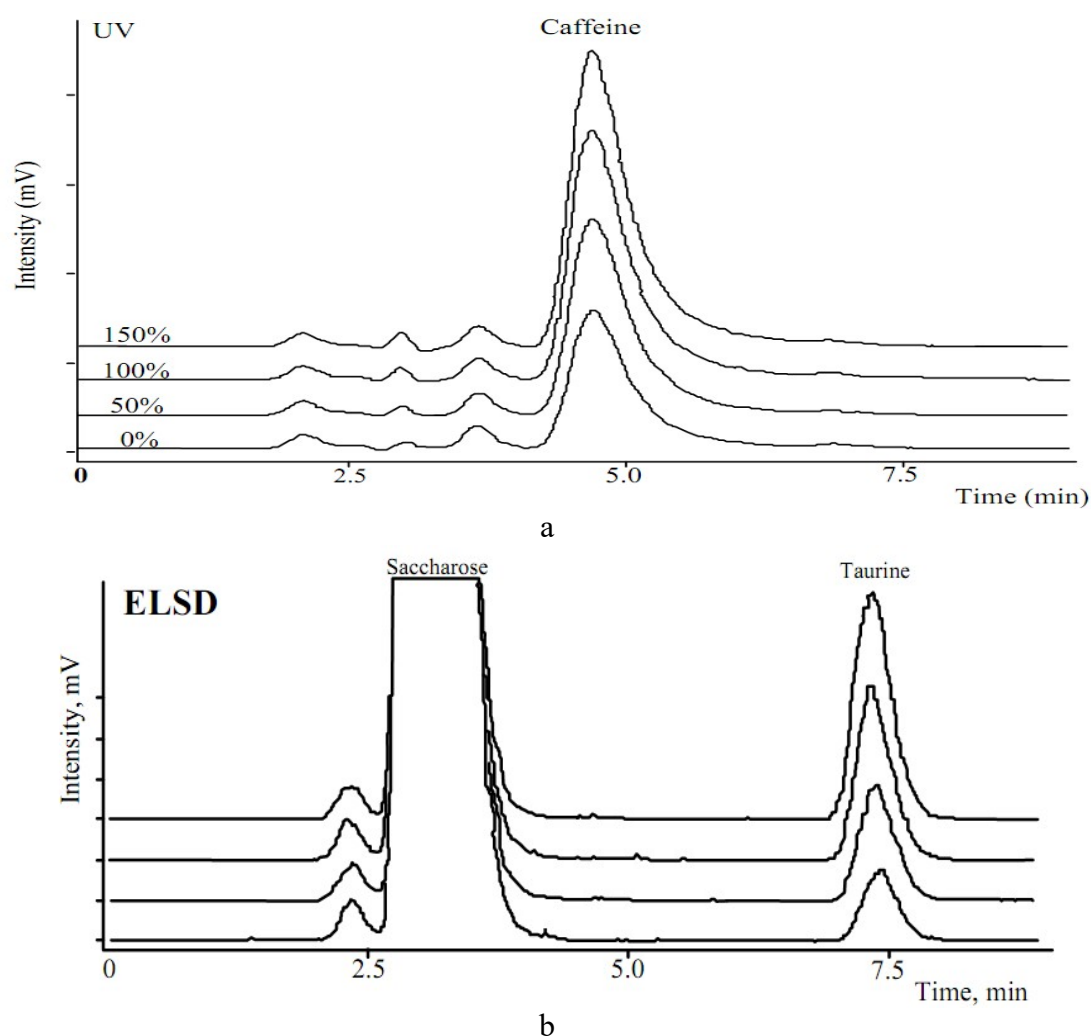 UV
Caffeine
Intensity (mV)
150%
100%
50%
0%
0 2.5 5.0 7.5
Time (min)
a
Saccharose Taurine
ELSD
Intensity, mV
0 2.5 5.0 7.5
Time, min
b